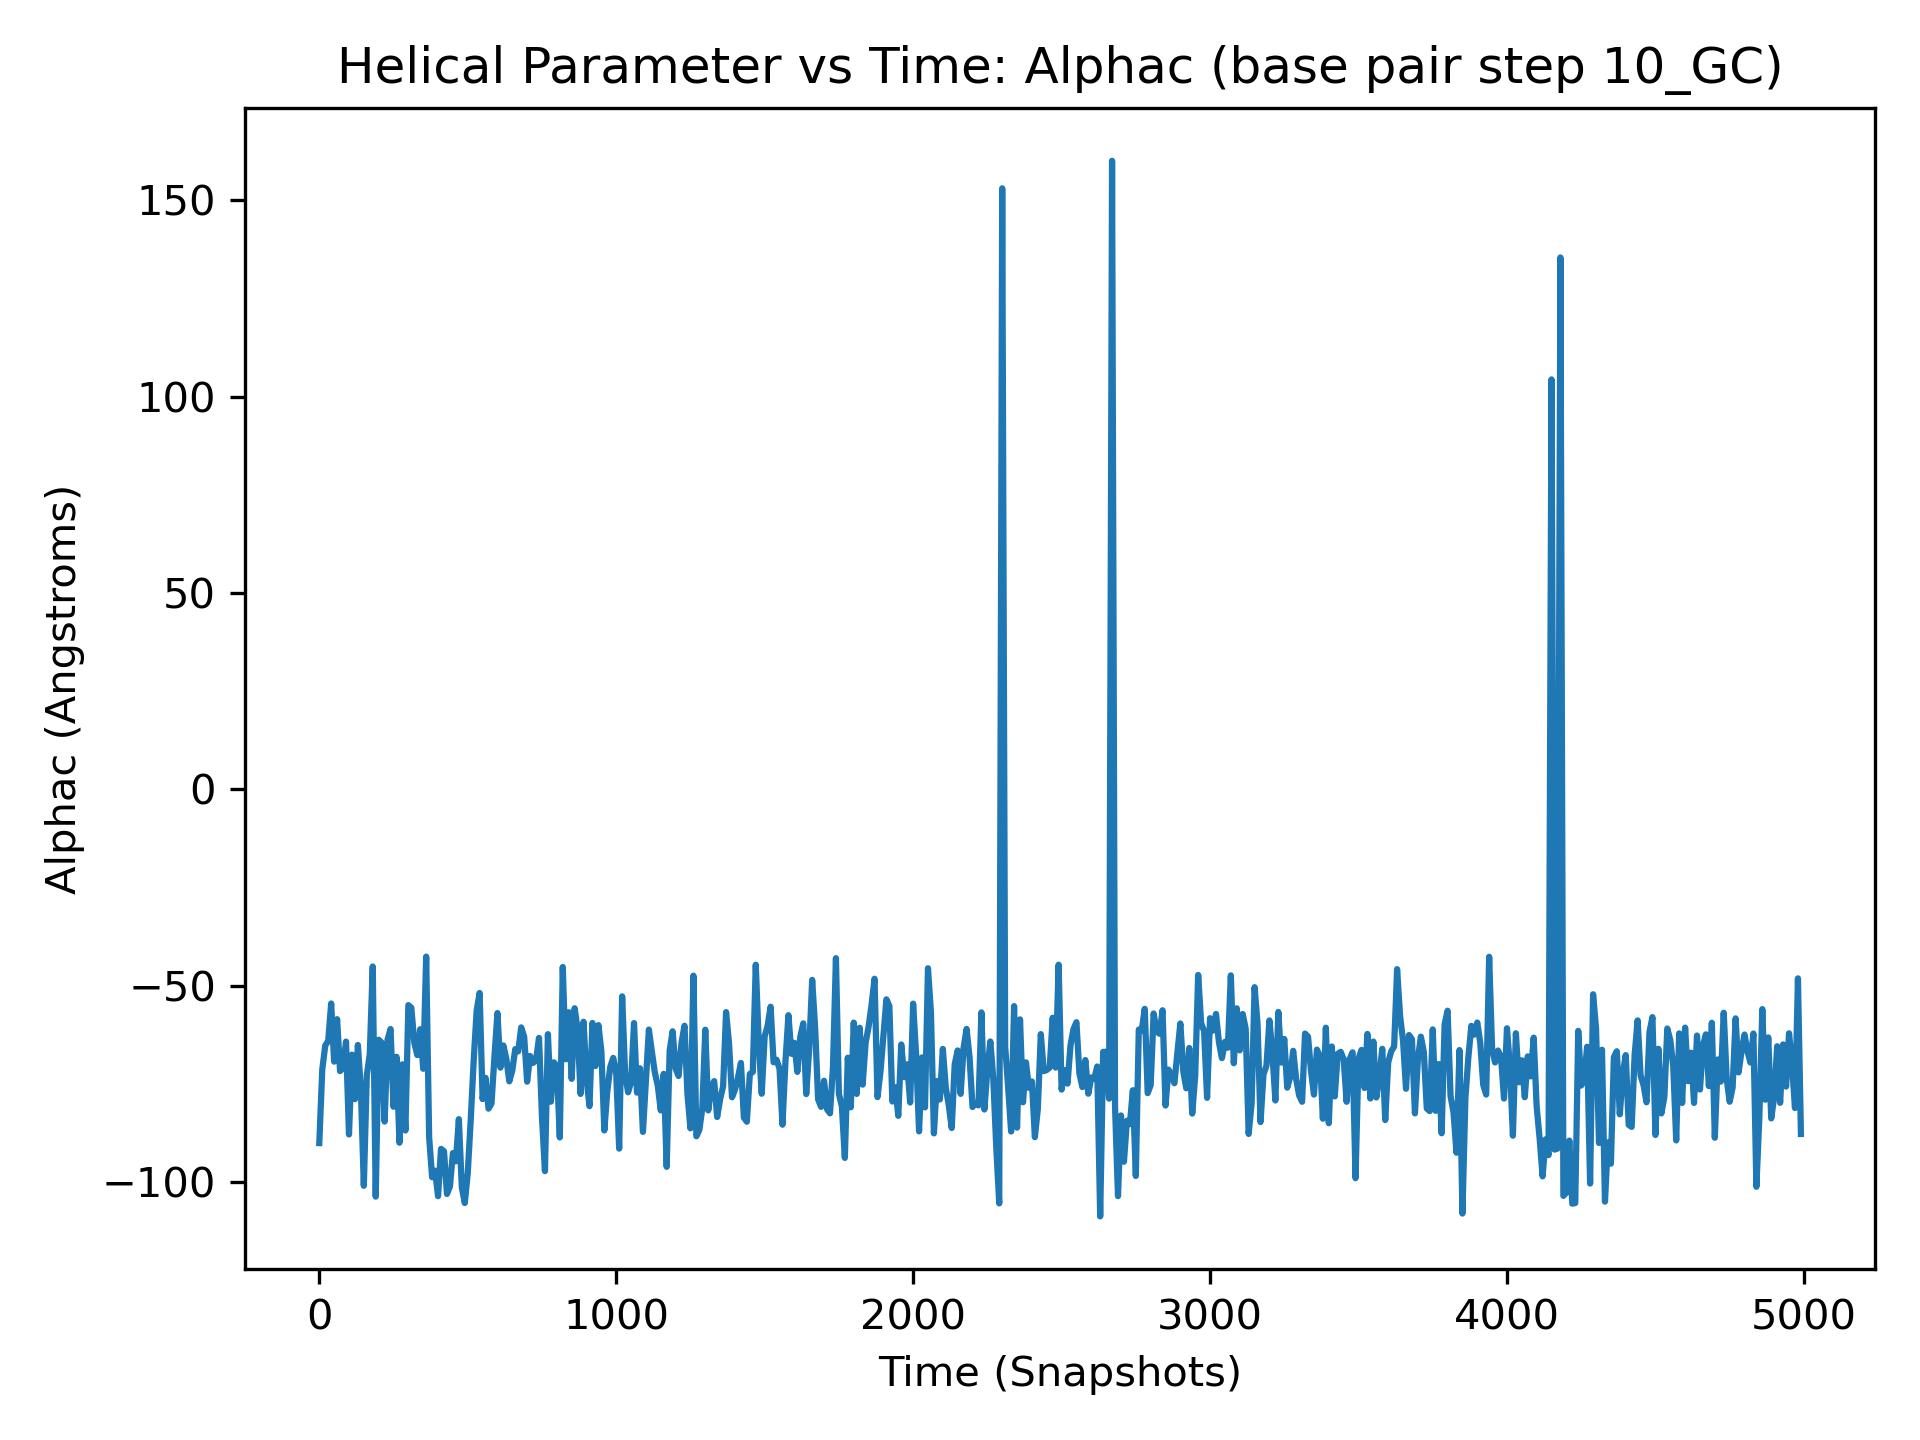 Helical Parameter vs Time: Alphac (base pair step 10_GC)
150
100
50
0
−50
−100
Alphac (Angstroms)
0 1000 2000 3000 4000 5000
Time (Snapshots)